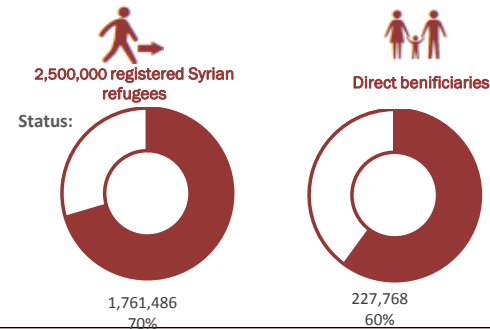 2,500,000 registered Syrian
refugees
Direct benificiaries
Status:
1,761,486
70%
227,768
60%